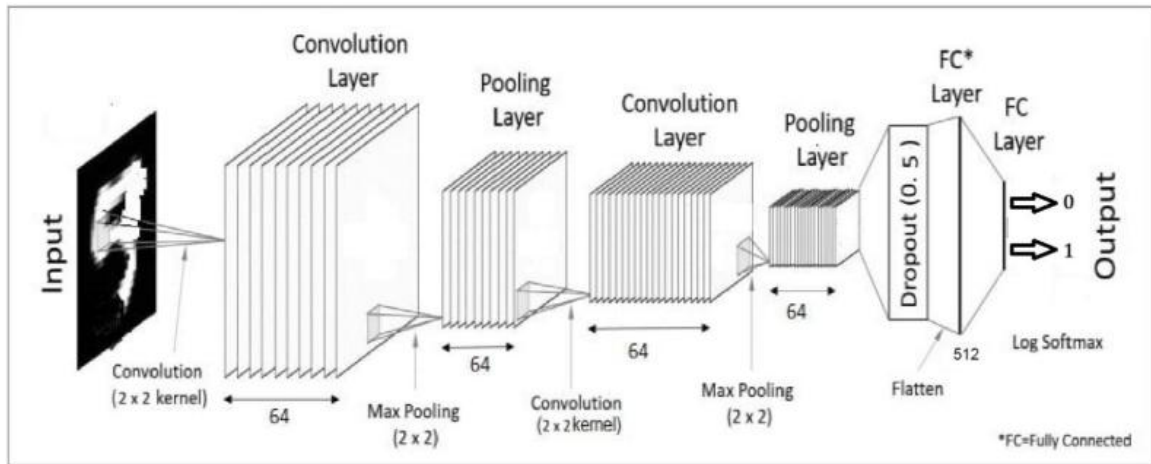 Input
Convolution
(2 x 2 kernel)
Convolution
Layer
64
Max Pooling
(2 x 2)
Pooling
Layer
64
Convolution
(2 x 2 kernel)
Convolution
Layer
64
Max Pooling
(2 x 2)
Pooling
Layer
64
Dropout (0. 5)
Flatten
FC*
Layer
512
FC
Layer
0
1
Output
Log Softmax
*FC=Fully Connected